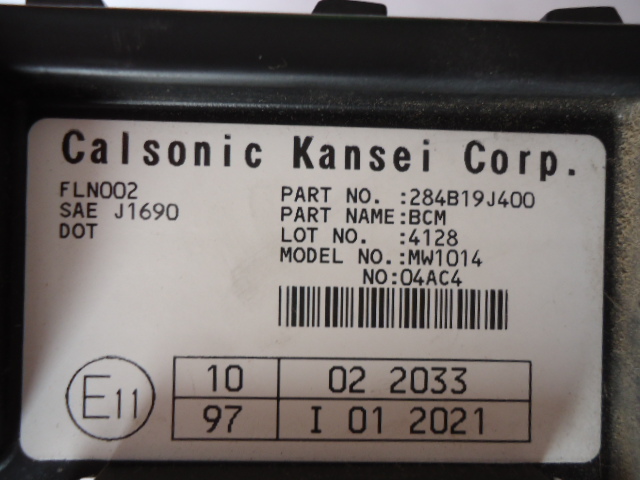 Calsonic Kansei Corp.
FLN002
SAE J1690
DOT
PART NO. :284B19J400
PART NAME:BCM
LOT NO. :4128
MODEL NO.:MW1014
NO:04AC4
E11
10 02 2033
97 I 01 2021